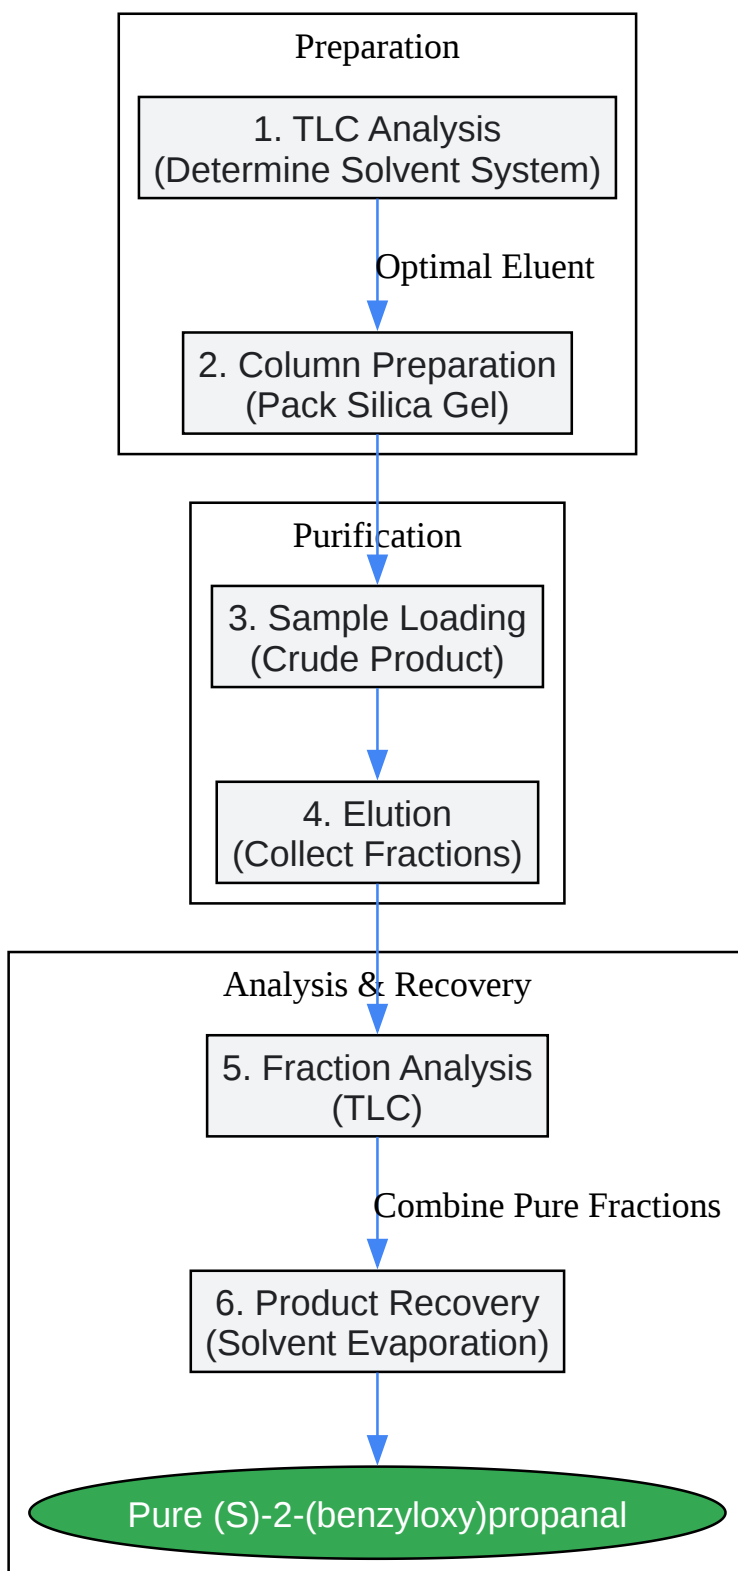 Preparation
1. TLC Analysis
(Determine Solvent System)
Optimal Eluent
2. Column Preparation
(Pack Silica Gel)
Purification
3. Sample Loading
(Crude Product)
4. Elution
(Collect Fractions)
Analysis & Recovery
5. Fraction Analysis
(TLC)
Combine Pure Fractions
6. Product Recovery
(Solvent Evaporation)
Pure (S)-2-(benzyloxy)propanal